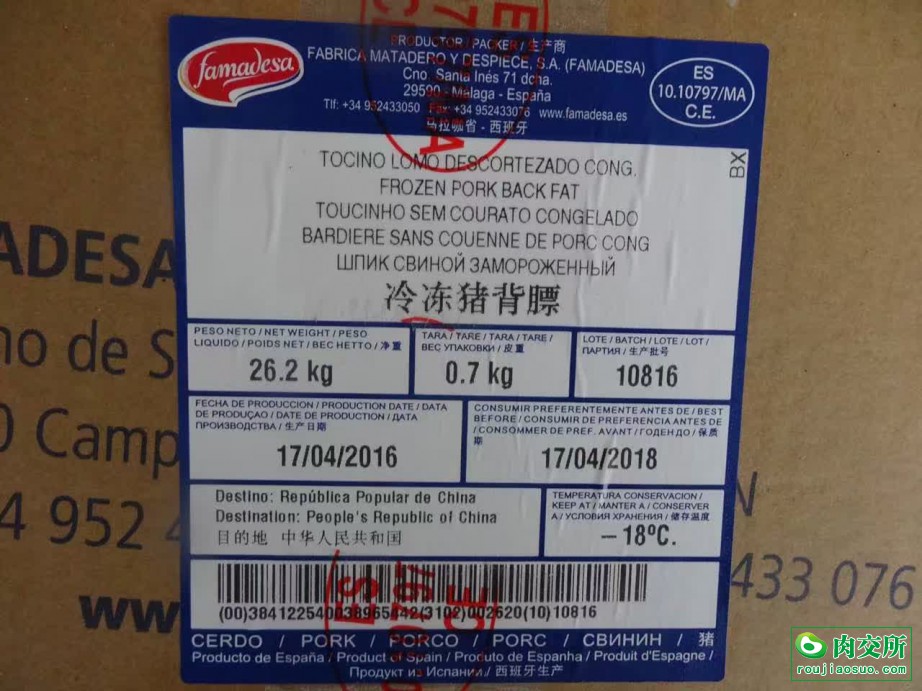 famadesa
PRODUCTOR / PACKER / 生产商
FABRICA MATADERO Y DESPIECE, S.A. (FAMADESA)
Cno. Santa Inés 71 dcha.
29590 - Malaga - España
Tlf: +34 952433050 Fax: +34 952433076 www.famadesa.es
马拉咖省 - 西班牙
ES
10.10797/MA
C.E.
BX
TOCINO LOMO DESCORTEZADO CONG.
FROZEN PORK BACK FAT
TOUCINHO SEM COURATO CONGELADO
BARDIERE SANS COUENNE DE PORC CONG
ШПИК СВИНОЙ ЗАМОРОЖЕННЫЙ
冷冻猪背膘
PESO NETO / NET WEIGHT / PESO
LIQUIDO / POIDS NET / ВЕС НЕТТО / 净重
26.2 kg
TARA / TARE / TARA / TARE /
ВЕС УПАКОВКИ / 皮重
0.7 kg
LOTE / BATCH / LOTE / LOT /
ПАРТИЯ / 生产批号
10816
FECHA DE PRODUCCION / PRODUCTION DATE / DATA
DE PRODUÇAO / DATE DE PRODUCTION / ДАТА
ПРОИЗВОДСТВА / 生产日期
17/04/2016
CONSUMIR PREFERENTEMENTE ANTES DE / BEST
BEFORE / CONSUMIR DE PREFERENCIA ANTES DE
/ CONSOMMER DE PREF. AVANT / ГОДЕН ДО / 保质
期
17/04/2018
Destino: República Popular de China
Destination: People's Republic of China
目的地 中华人民共和国
TEMPERATURA CONSERVACION /
KEEP AT / MANTER A / CONSERVER
A / УСЛОВИЯ ХРАНЕНИЯ / 储存温度
– 18ºC.
(00)384122540038965442(3102)002620(10)10816
CERDO / PORK / PORCO / PORC / СВИНИН / 猪
Producto de España / Product of Spain / Produto de Espanha / Produit d'Espagne /
Продукт из Испании / 西班牙生产
ADESA
no de S
0 Camp
4 952 4
ww
N
433 076
肉交所
roujiaosuo.com